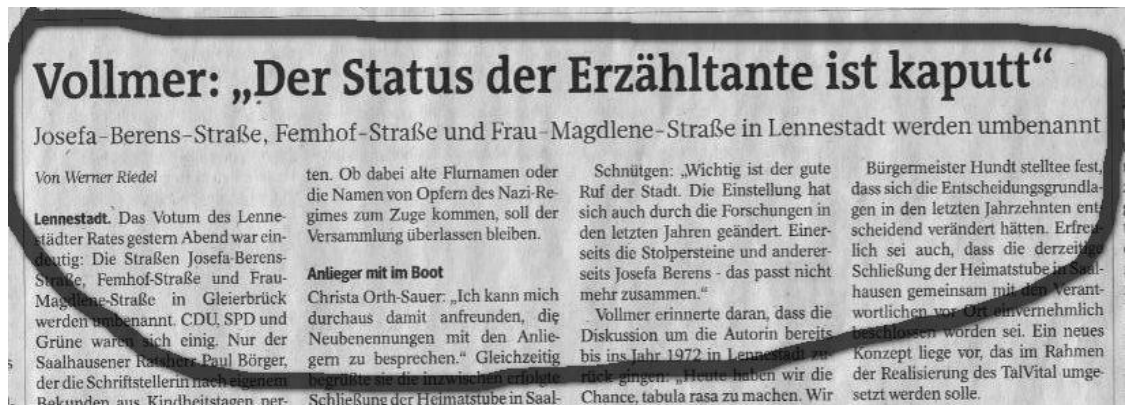 Vollmer: „Der Status der Erzähltante ist kaputt“
Josefa-Berens-Straße, Femhof-Straße und Frau-Magdlene-Straße in Lennestadt werden umbenannt
Von Werner Riedel
Lennestadt. Das Votum des Lenne-
städter Rates gestern Abend war ein-
deutig: Die Straßen Josefa-Berens-
Straße, Femhof-Straße und Frau-
Magdlene-Straße in Gleierbrück
werden umbenannt. CDU, SPD und
Grüne waren sich einig. Nur der
Saalhausener Ratsherr Paul Börger,
der die Schriftstellerin nach eigenem
Bekunden aus Kindheitstagen per-
ten. Ob dabei alte Flurnamen oder
die Namen von Opfern des Nazi-Re-
gimes zum Zuge kommen, soll der
Versammlung überlassen bleiben.
Anlieger mit im Boot
Christa Orth-Sauer: „Ich kann mich
durchaus damit anfreunden, die
Neubenennungen mit den Anlie-
gern zu besprechen.“ Gleichzeitig
begrüßte sie die inzwischen erfolgte
Schließung der Heimatstube in Saal-
Schnütgen: „Wichtig ist der gute
Ruf der Stadt. Die Einstellung hat
sich auch durch die Forschungen in
den letzten Jahren geändert. Einer-
seits die Stolpersteine und anderer-
seits Josefa Berens - das passt nicht
mehr zusammen.“
Vollmer erinnerte daran, dass die
Diskussion um die Autorin bereits
bis ins Jahr 1972 in Lennestadt zu-
rück gingen: „Heute haben wir die
Chance, tabula rasa zu machen. Wir
Bürgermeister Hundt stelltee fest,
dass sich die Entscheidungsgrundla-
gen in den letzten Jahrzehnten ent-
scheidend verändert hätten. Erfreu-
lich sei auch, dass die derzeitige
Schließung der Heimatstube in Saal-
hausen gemeinsam mit den Verant-
wortlichen vor Ort einvernehmlich
beschlossen worden sei. Ein neues
Konzept liege vor, das im Rahmen
der Realisierung des TalVital umge-
setzt werden solle.